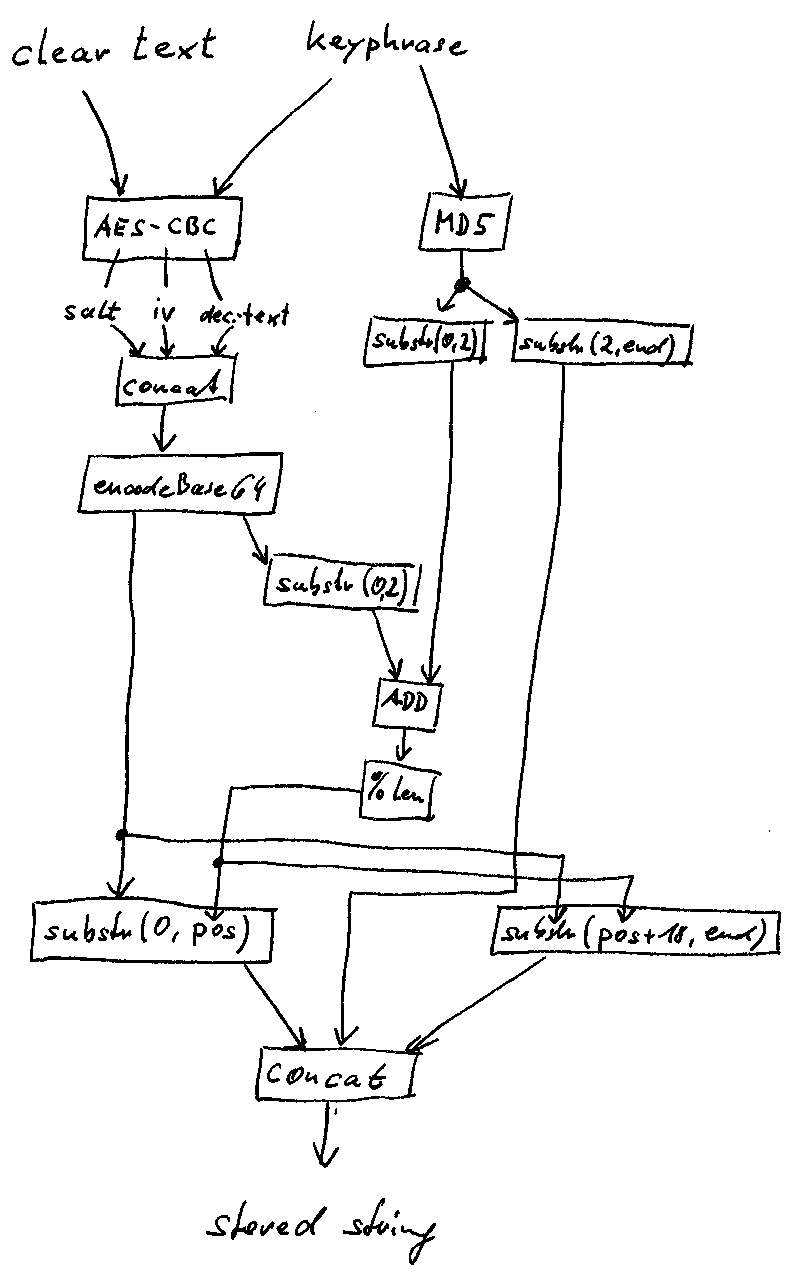 clear text
keyphrase
AES-CBC
MD5
salt
iv
dec.text
substr(0,2)
substr(2,end)
concat
encodeBase64
substr(0,2)
ADD
% len
substr(0, pos)
substr(pos+18, end)
concat
stored string